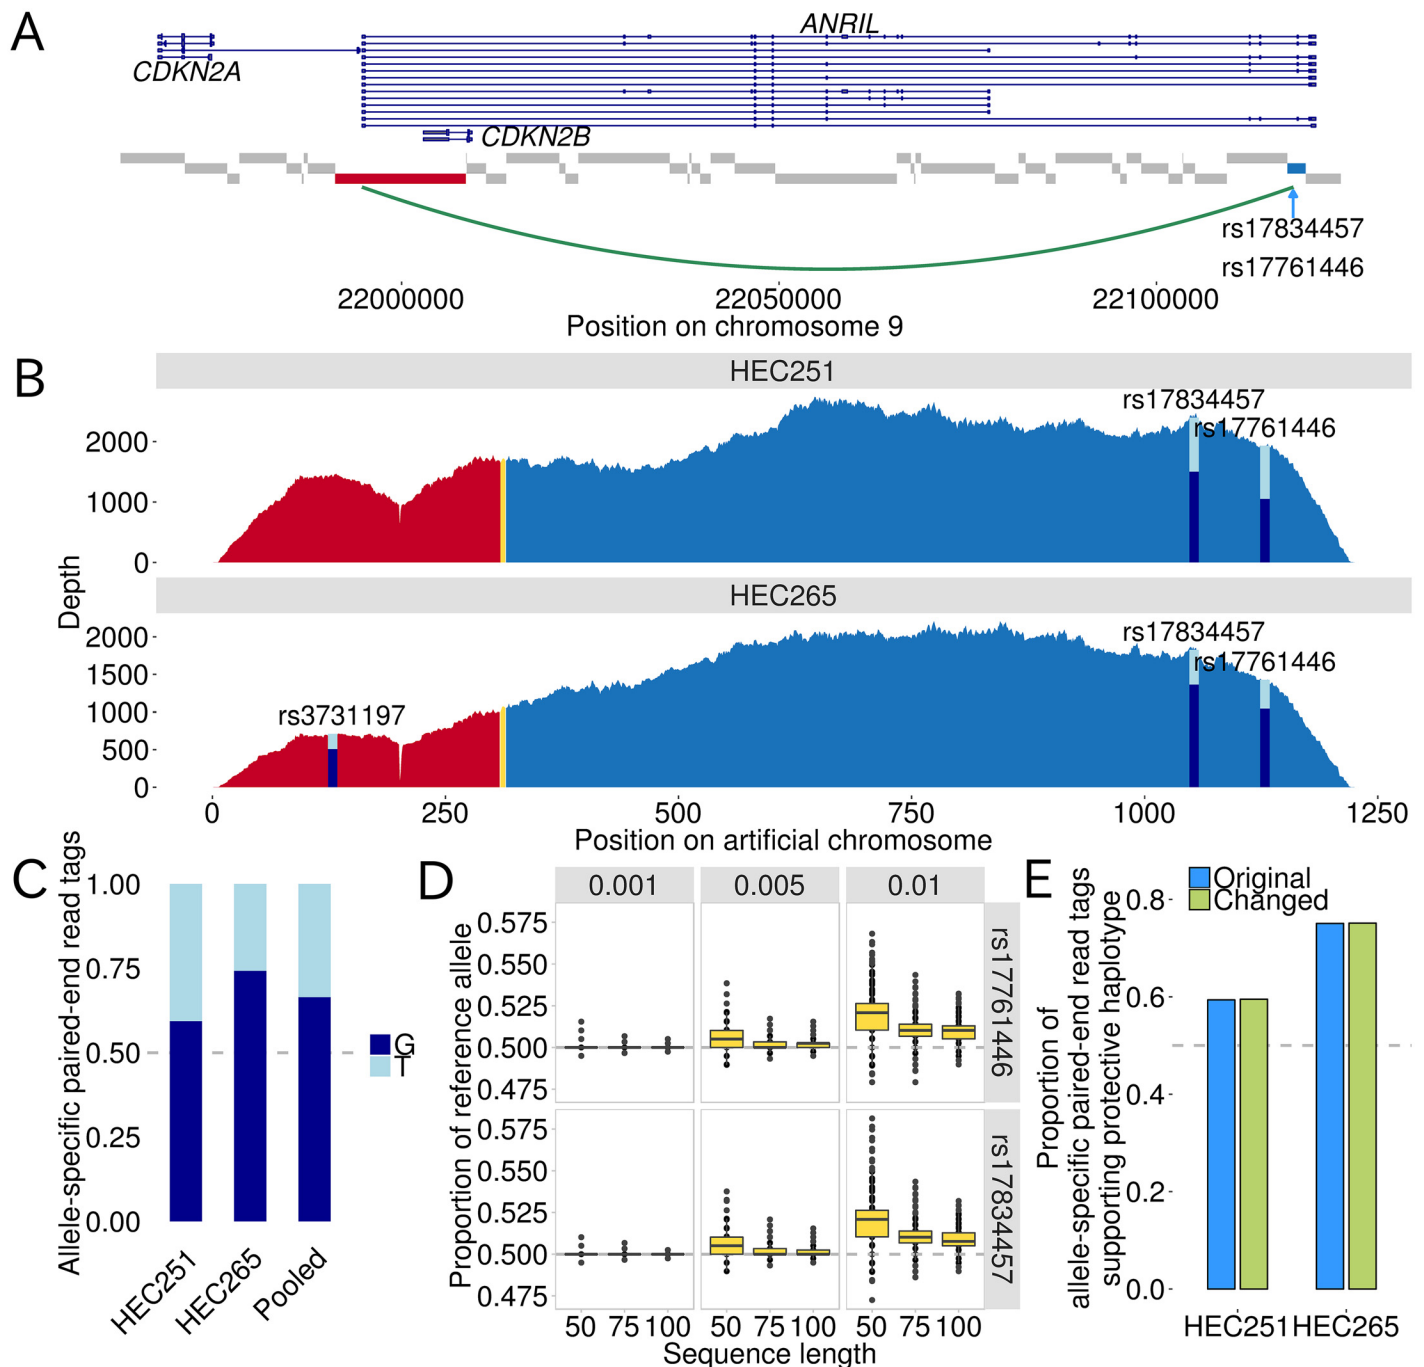 A
ANRIL
CDKN2A
CDKN2B
rs17834457
rs17761446
22000000 22050000 22100000
Position on chromosome 9
B
HEC251
rs17834457
rs17761446
2000
1000
0
Depth
HEC265
rs17834457
rs17761446
rs3731197
2000
1500
1000
500
0
0 250 500 750 1000 1250
Position on artificial chromosome
C
Allele-specific paired-end read tags
1.00
0.75
0.50
0.25
0.00
G
T
HEC251 HEC265 Pooled
D
0.001 0.005 0.01
Proportion of reference allele
0.575
0.550
0.525
0.500
0.475
rs17761446
0.575
0.550
0.525
0.500
0.475
rs17834457
50 75 100 50 75 100 50 75 100
Sequence length
E
Original
Changed
Proportion of
allele-specific paired-end read tags
supporting protective haplotype
0.8
0.6
0.4
0.2
0.0
HEC251 HEC265